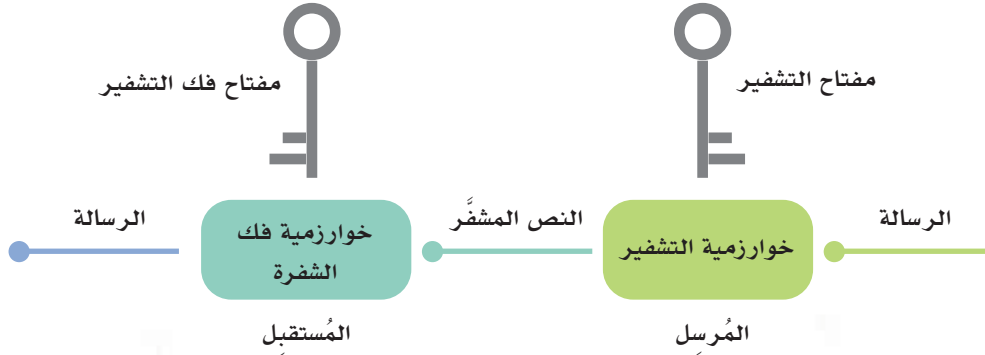 مفتاح التشفير
مفتاح فك التشفير
الرسالة
خوارزمية التشفير
النص المشفَّر
خوارزمية فك
الشفرة
الرسالة
المُرسِل
المُستقبِل